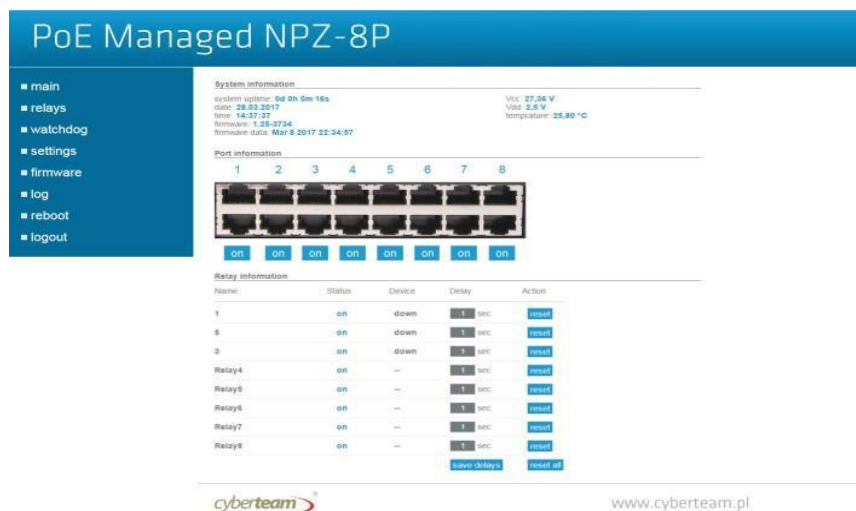 PoE Managed NPZ-8P
main
relays
watchdog
settings
firmware
log
reboot
logout
System information
system uptime: 0d 0h 0m 16s
date: 28.03.2017
time: 14:37:37
firmware: 1.25-3734
firmware data: Mar 8 2017 22:34:57
Vcc: 27,36 V
Vdd: 2,5 V
temprature: 25,80 °C
Port information
1 2 3 4 5 6 7 8
on on on on on on on on
Relay information
Name Status Device Delay Action
1 on down 1 sec reset
5 on down 1 sec reset
3 on down 1 sec reset
Relay4 on -- 1 sec reset
Relay5 on -- 1 sec reset
Relay6 on -- 1 sec reset
Relay7 on -- 1 sec reset
Relay8 on -- 1 sec reset
save delays reset all
cyberteam ®
www.cyberteam.pl